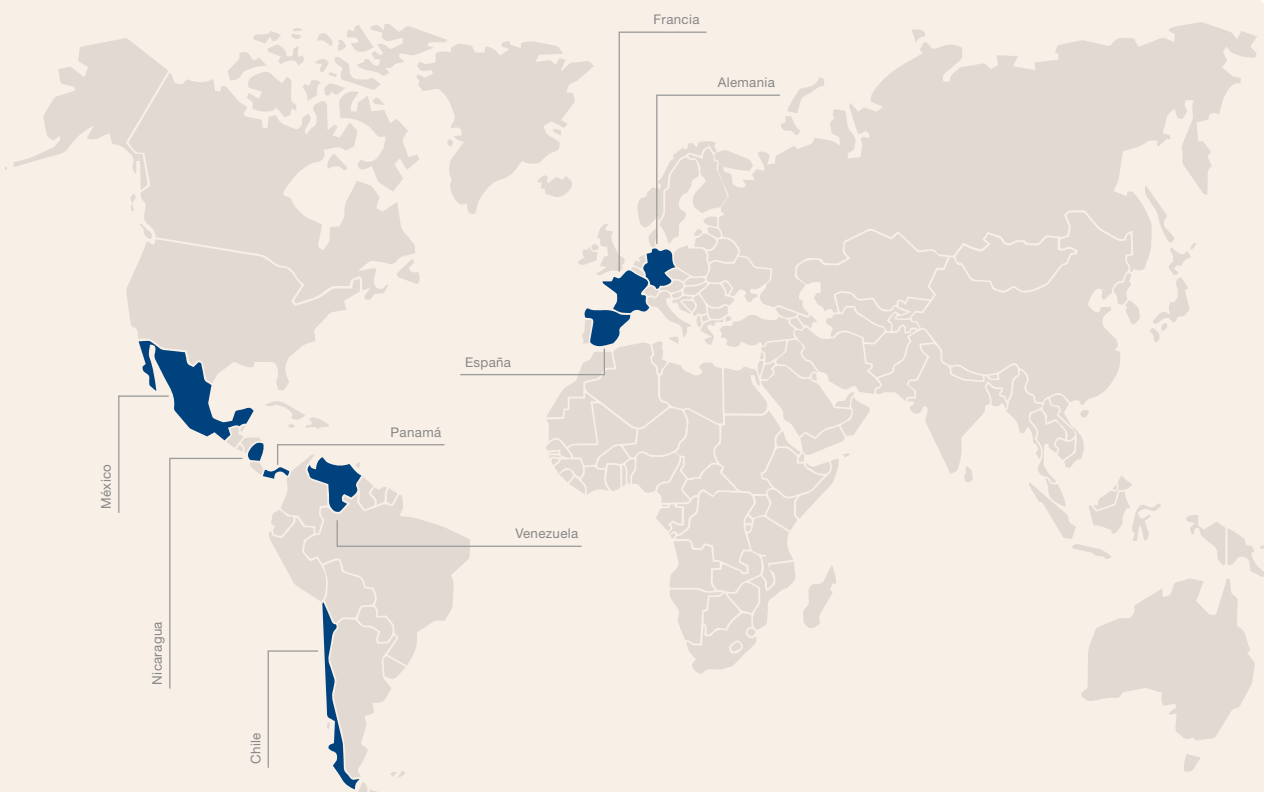 Francia
Alemania
España
Panamá
México
Venezuela
Nicaragua
Chile